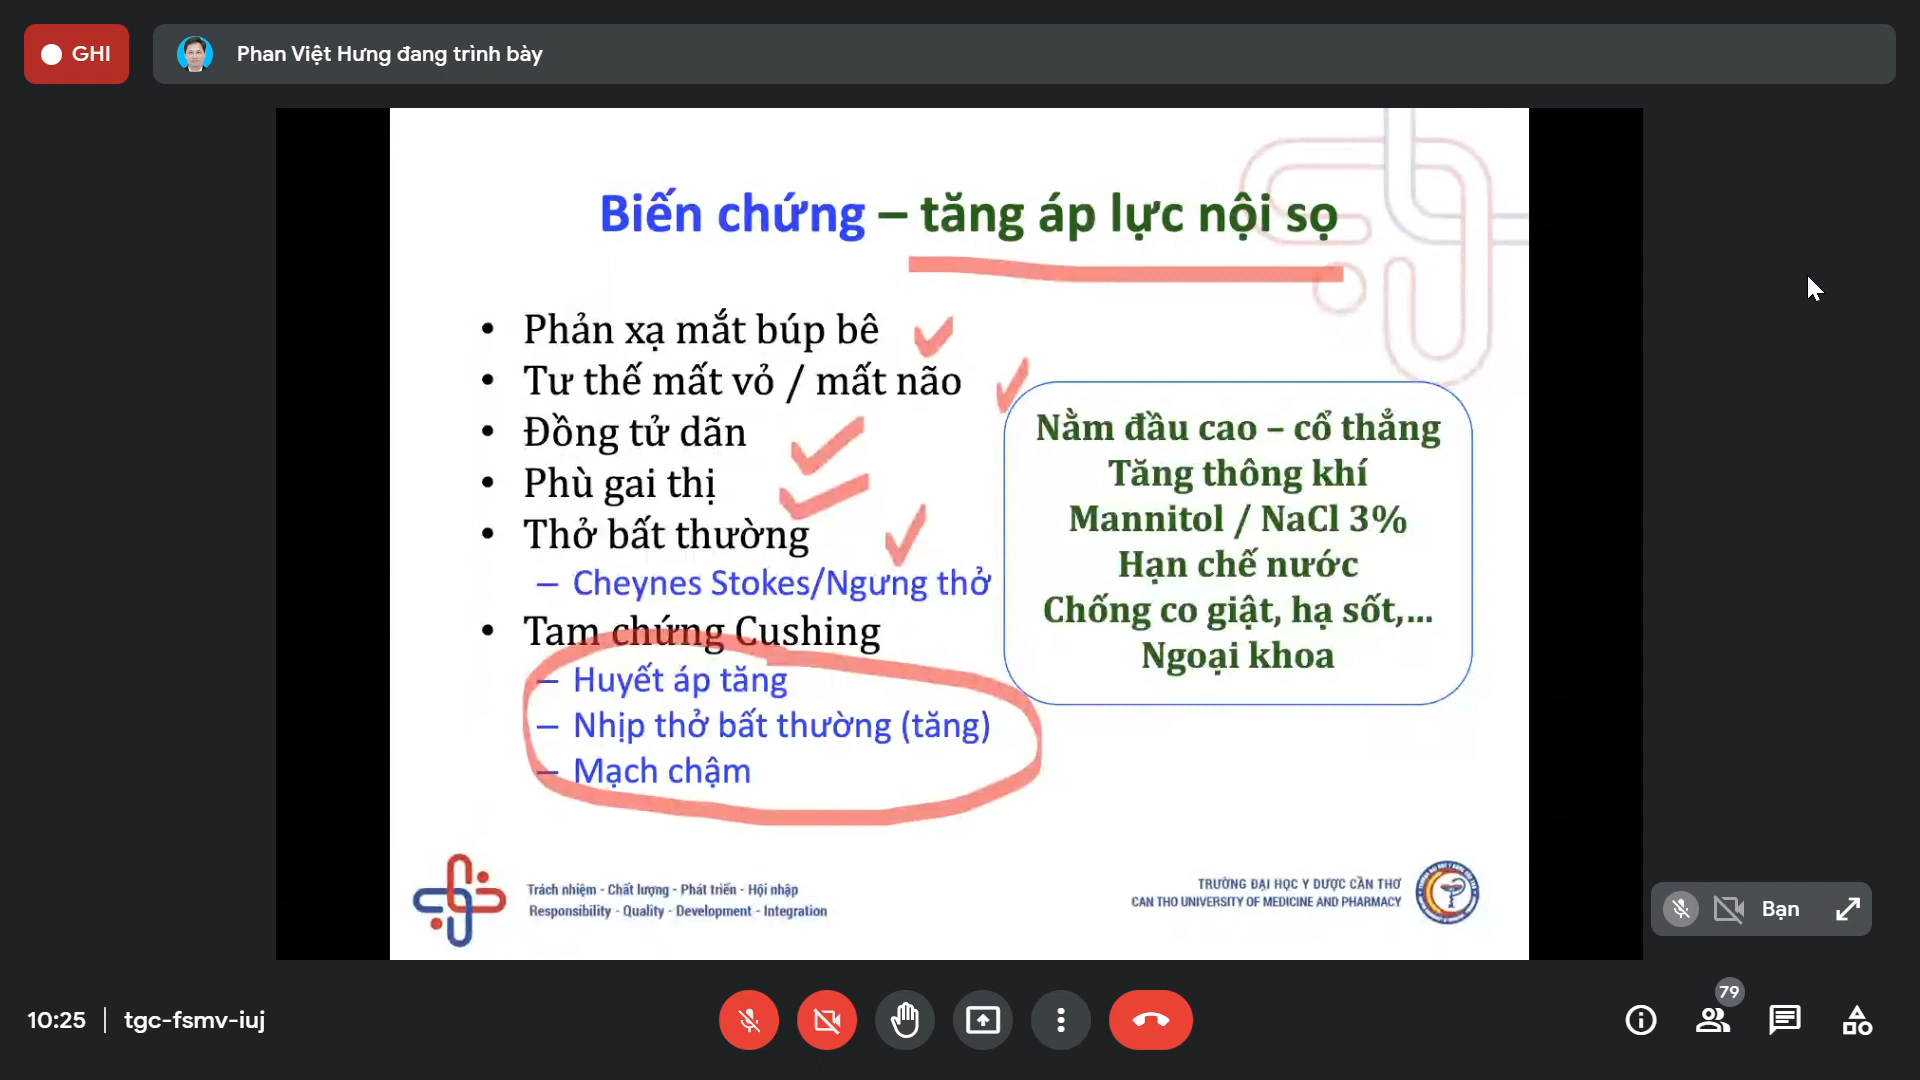 GHI
Phan Việt Hưng đang trình bày
Biến chứng – tăng áp lực nội sọ
• Phản xạ mắt búp bê
• Tư thế mất vỏ / mất não
• Đồng tử dãn
• Phù gai thị
• Thở bất thường
– Cheynes Stokes/Ngưng thở
• Tam chứng Cushing
– Huyết áp tăng
– Nhịp thở bất thường (tăng)
– Mạch chậm
Nằm đầu cao – cổ thẳng
Tăng thông khí
Mannitol / NaCl 3%
Hạn chế nước
Chống co giật, hạ sốt,...
Ngoại khoa
Trách nhiệm - Chất lượng - Phát triển - Hội nhập
Responsibility - Quality - Development - Integration
TRƯỜNG ĐẠI HỌC Y DƯỢC CẦN THƠ
CAN THO UNIVERSITY OF MEDICINE AND PHARMACY
Bạn
10:25
tgc-fsmv-iuj
79